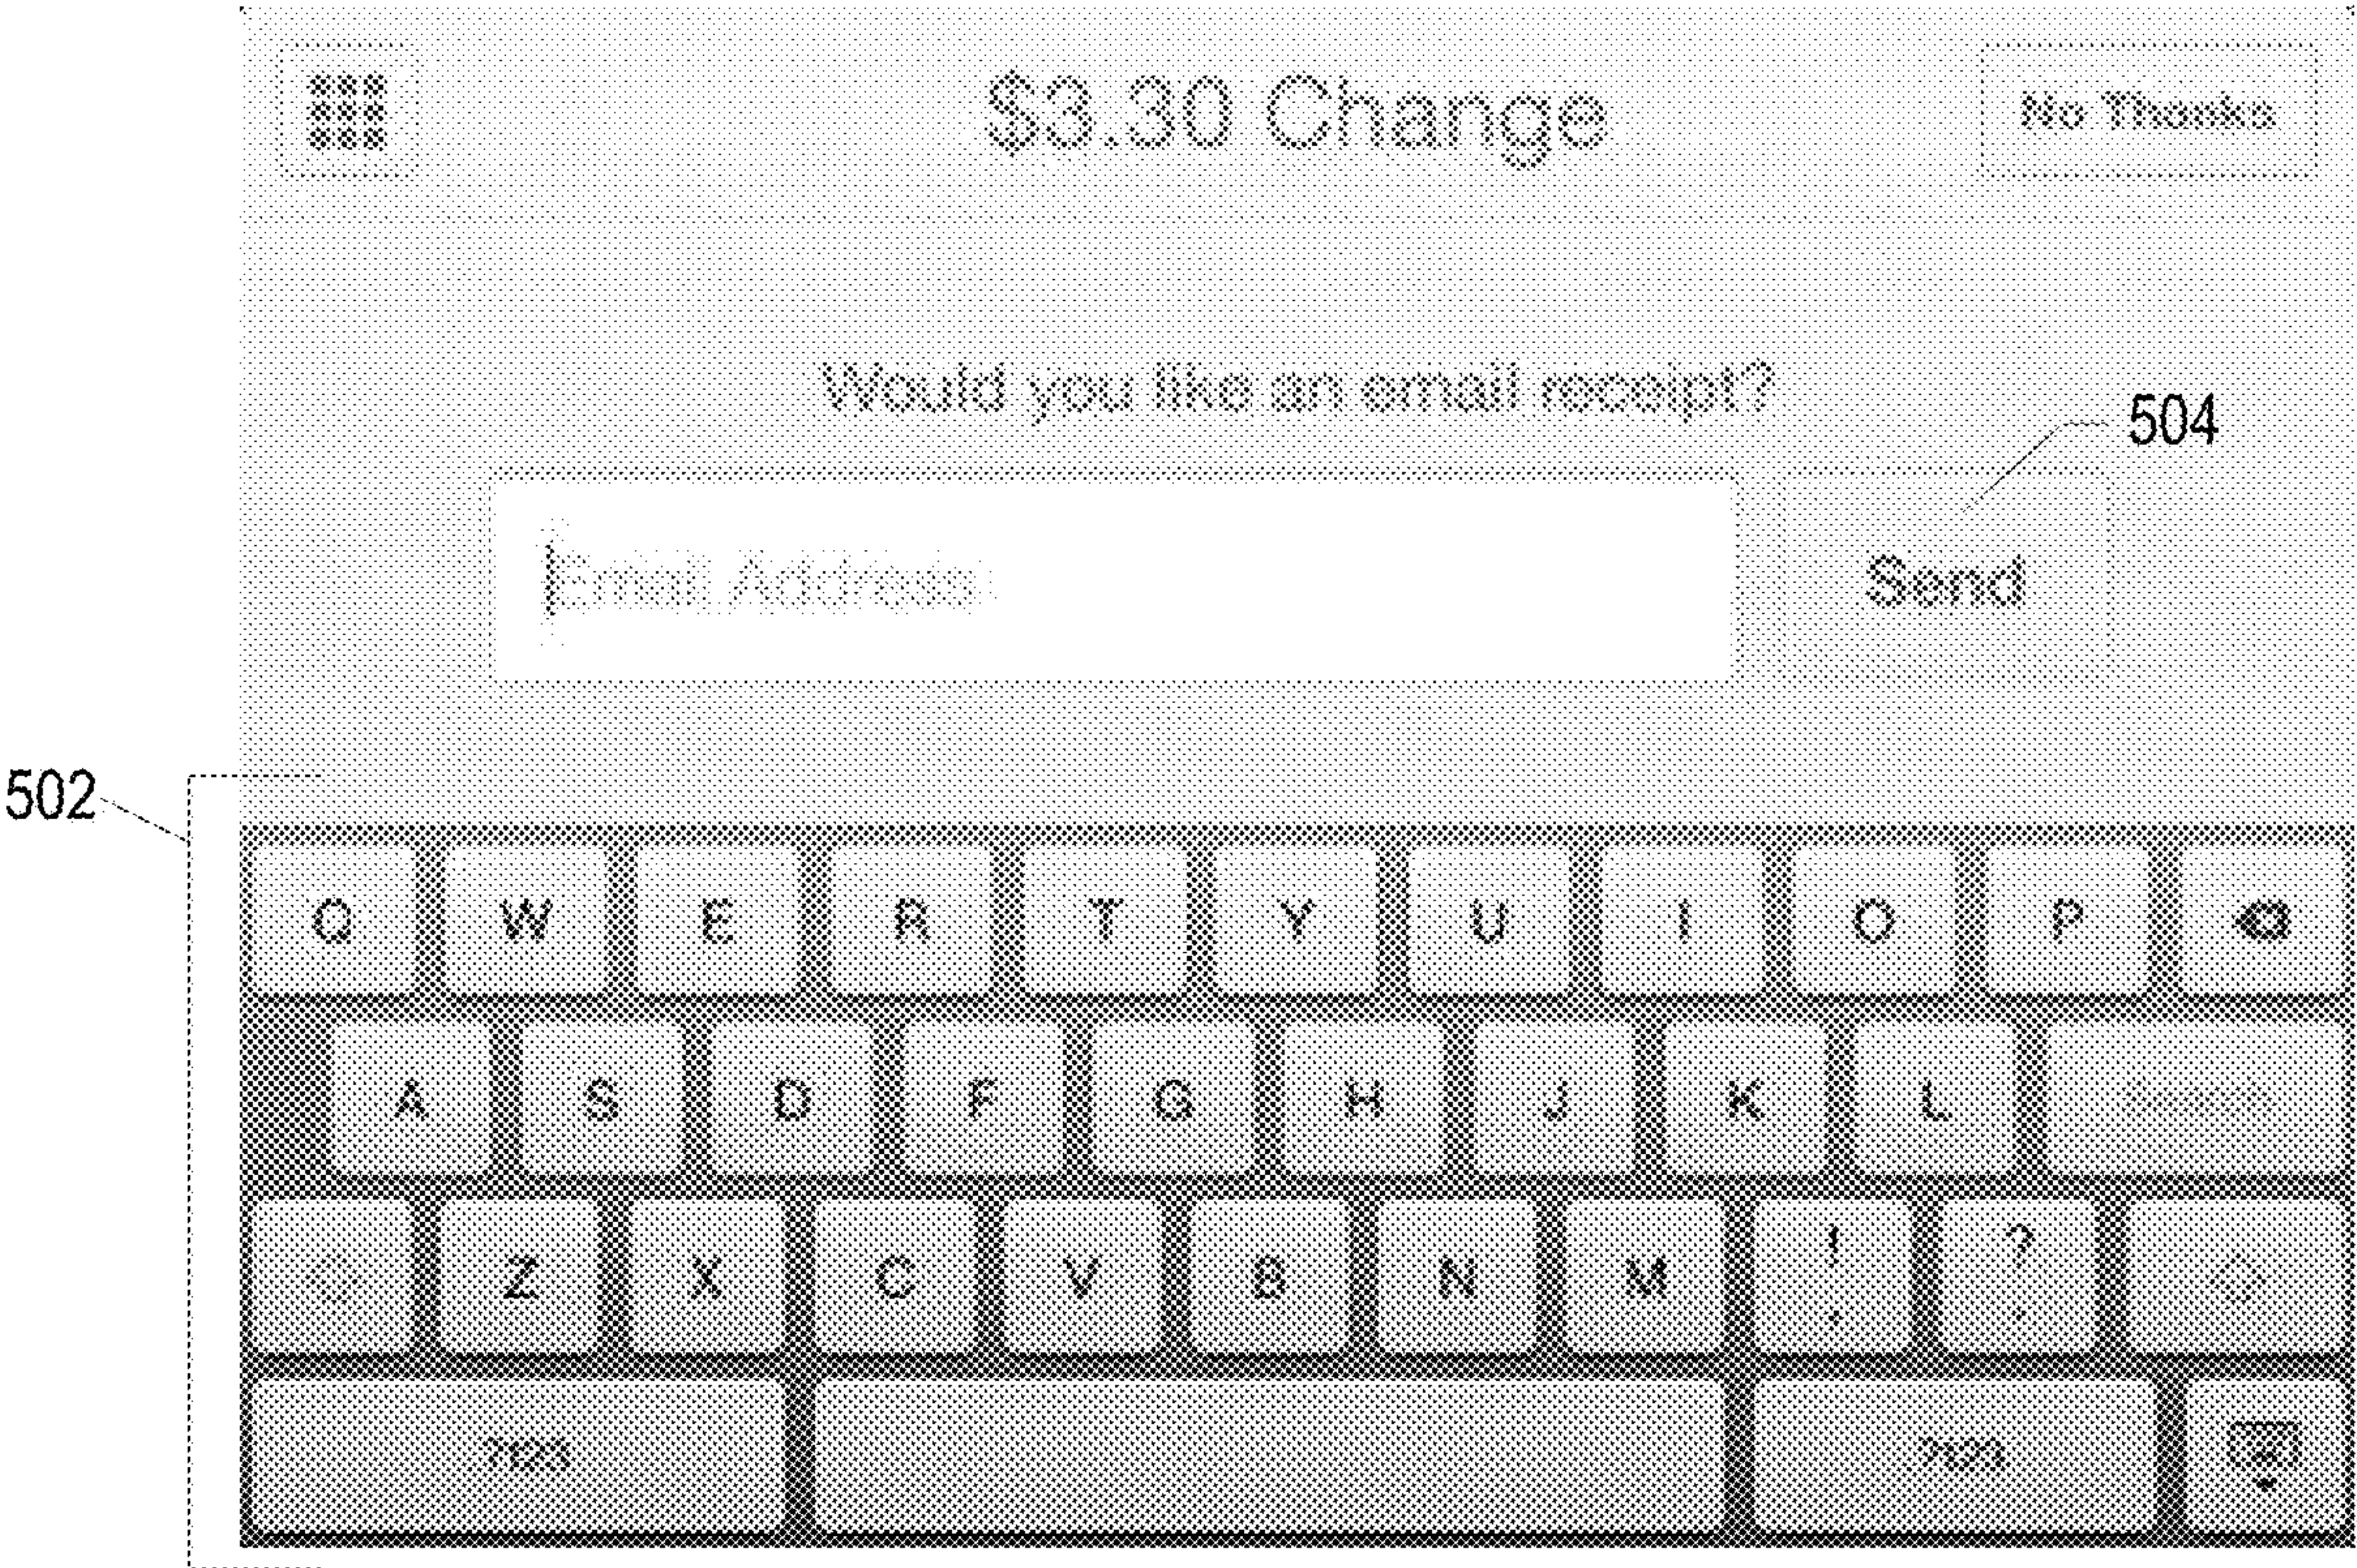 $3.30 Change
No Thanks
Would you like an email receipt?
504
Email Address
Send
502
Q W E R T Y U I O P
A S D F G H J K L
Z X C V B N M ! ?
, .
.?123
.?123